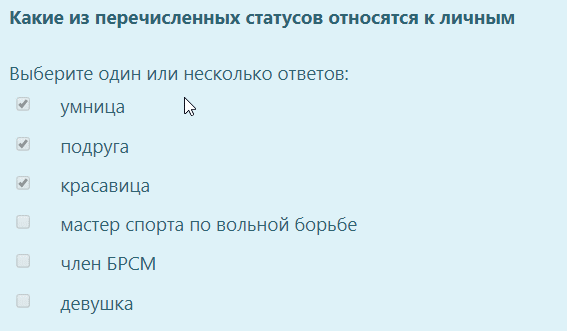 Какие из перечисленных статусов относятся к личным
Выберите один или несколько ответов:
умница
подруга
красавица
мастер спорта по вольной борьбе
член БРСМ
девушка